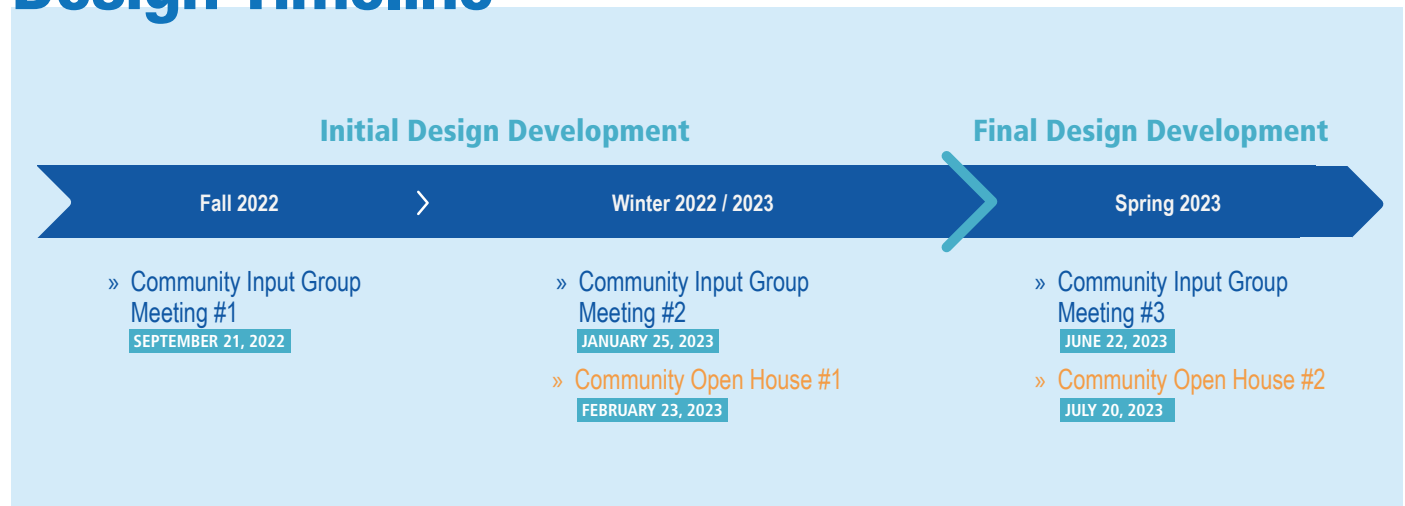 Design Timeline
Initial Design Development
Final Design Development
Fall 2022
Winter 2022 / 2023
Spring 2023
» Community Input Group
Meeting #1
SEPTEMBER 21, 2022
» Community Input Group
Meeting #2
JANUARY 25, 2023
» Community Open House #1
FEBRUARY 23, 2023
» Community Input Group
Meeting #3
JUNE 22, 2023
» Community Open House #2
JULY 20, 2023